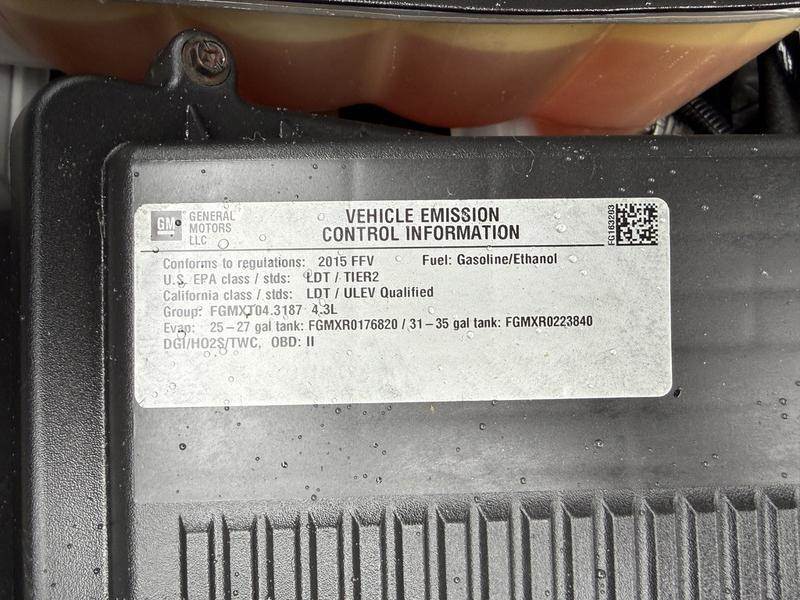 GM
GENERAL
MOTORS
LLC
VEHICLE EMISSION
CONTROL INFORMATION
FG163283
Conforms to regulations: 2015 FFV Fuel: Gasoline/Ethanol
U.S. EPA class / stds: LDT / TIER2
California class / stds: LDT / ULEV Qualified
Group: FGMXT04.3187 4.3L
Evap: 25–27 gal tank: FGMXR0176820 / 31–35 gal tank: FGMXR0223840
DGI/HO2S/TWC, OBD: II